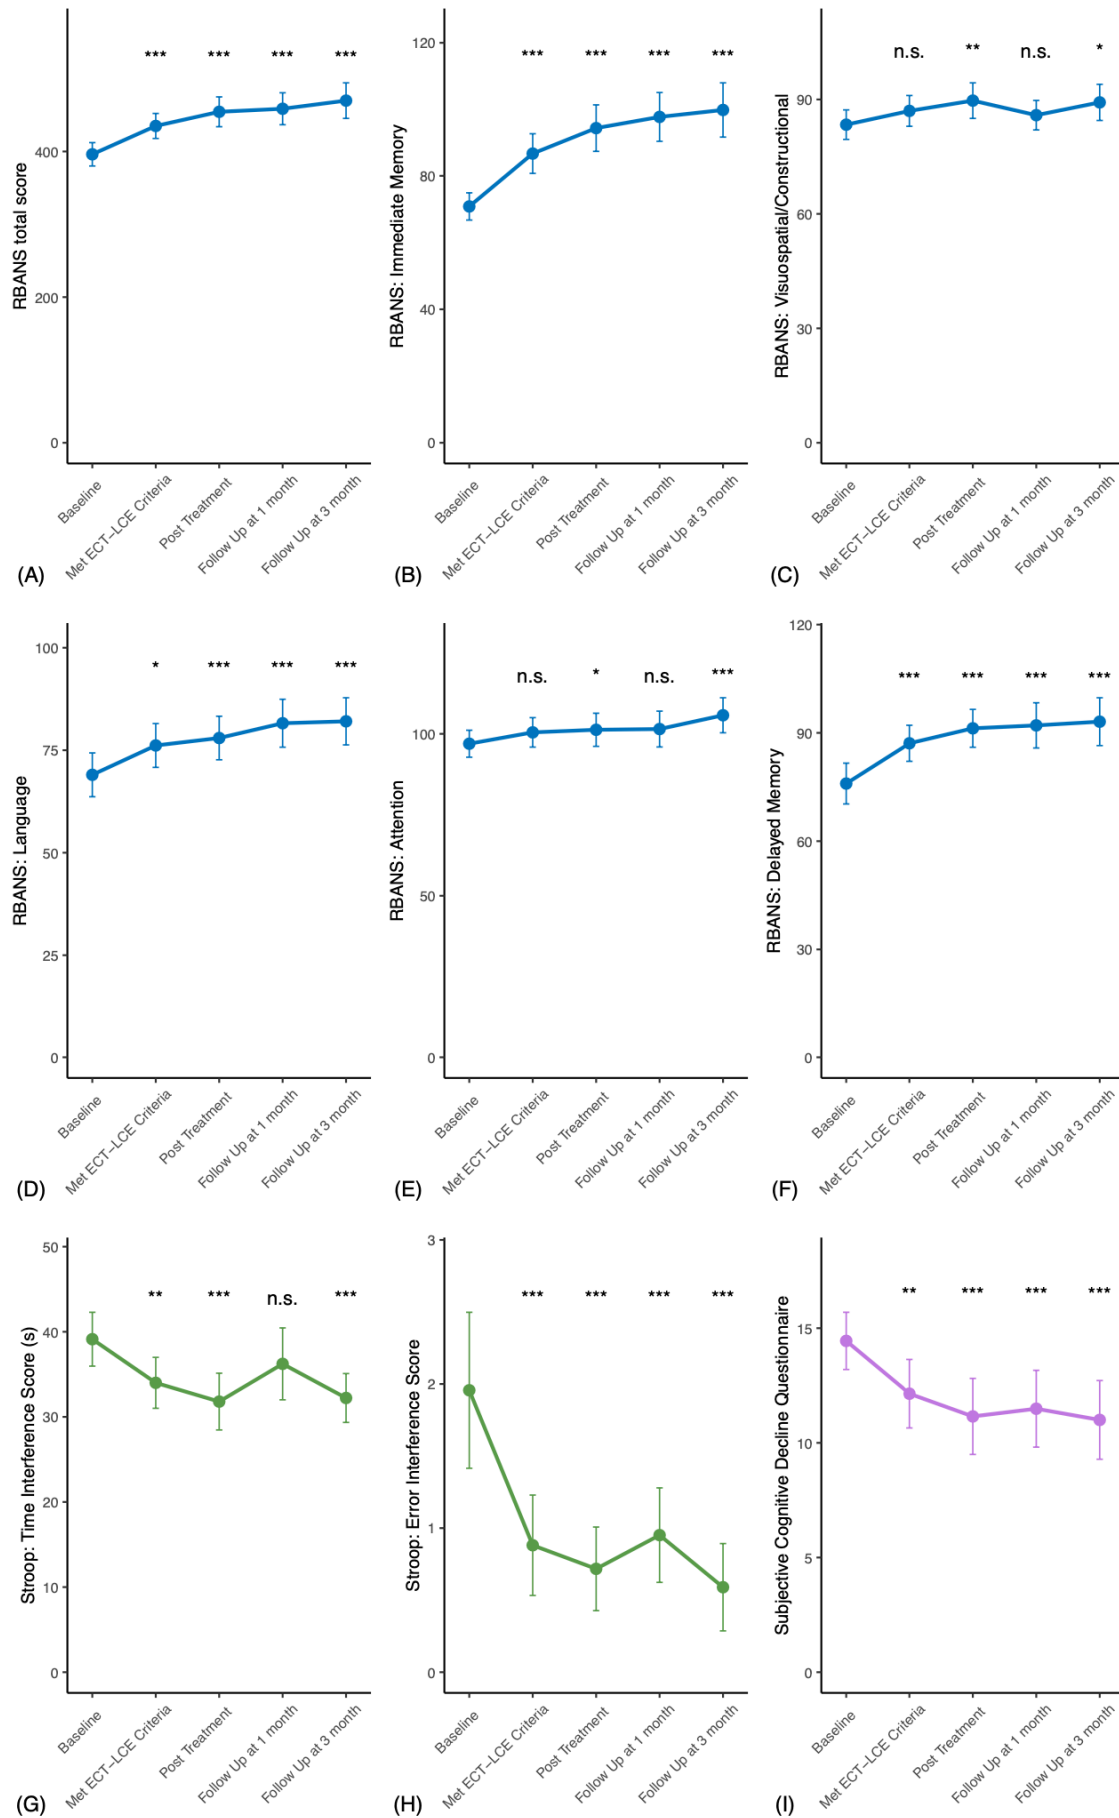 RBANS total score
400
200
0
***
***
***
***
Baseline
Met ECT–LCE Criteria
Post Treatment
Follow Up at 1 month
Follow Up at 3 month
(A)
RBANS: Immediate Memory
120
80
40
0
***
***
***
***
Baseline
Met ECT–LCE Criteria
Post Treatment
Follow Up at 1 month
Follow Up at 3 month
(B)
RBANS: Visuospatial/Constructional
90
60
30
0
n.s.
**
n.s.
*
Baseline
Met ECT–LCE Criteria
Post Treatment
Follow Up at 1 month
Follow Up at 3 month
(C)
RBANS: Language
100
75
50
25
0
*
***
***
***
Baseline
Met ECT–LCE Criteria
Post Treatment
Follow Up at 1 month
Follow Up at 3 month
(D)
RBANS: Attention
100
50
0
n.s.
*
n.s.
***
Baseline
Met ECT–LCE Criteria
Post Treatment
Follow Up at 1 month
Follow Up at 3 month
(E)
RBANS: Delayed Memory
120
90
60
30
0
***
***
***
***
Baseline
Met ECT–LCE Criteria
Post Treatment
Follow Up at 1 month
Follow Up at 3 month
(F)
Stroop: Time Interference Score (s)
50
40
30
20
10
0
**
***
n.s.
***
Baseline
Met ECT–LCE Criteria
Post Treatment
Follow Up at 1 month
Follow Up at 3 month
(G)
Stroop: Error Interference Score
3
2
1
0
***
***
***
***
Baseline
Met ECT–LCE Criteria
Post Treatment
Follow Up at 1 month
Follow Up at 3 month
(H)
Subjective Cognitive Decline Questionnaire
15
10
5
0
**
***
***
***
Baseline
Met ECT–LCE Criteria
Post Treatment
Follow Up at 1 month
Follow Up at 3 month
(I)